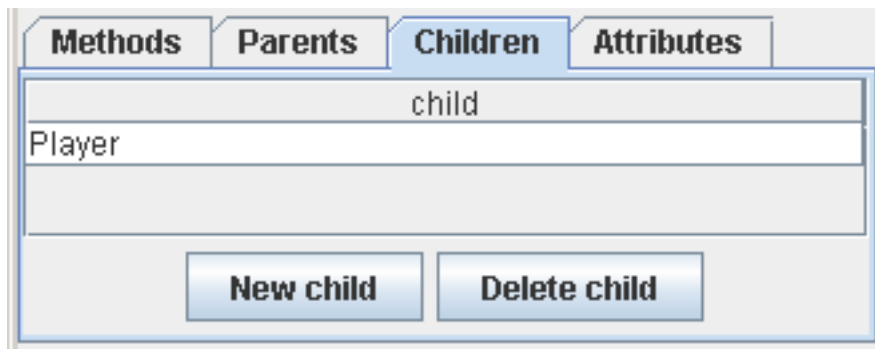 Methods Parents Children Attributes
child
Player
New child Delete child